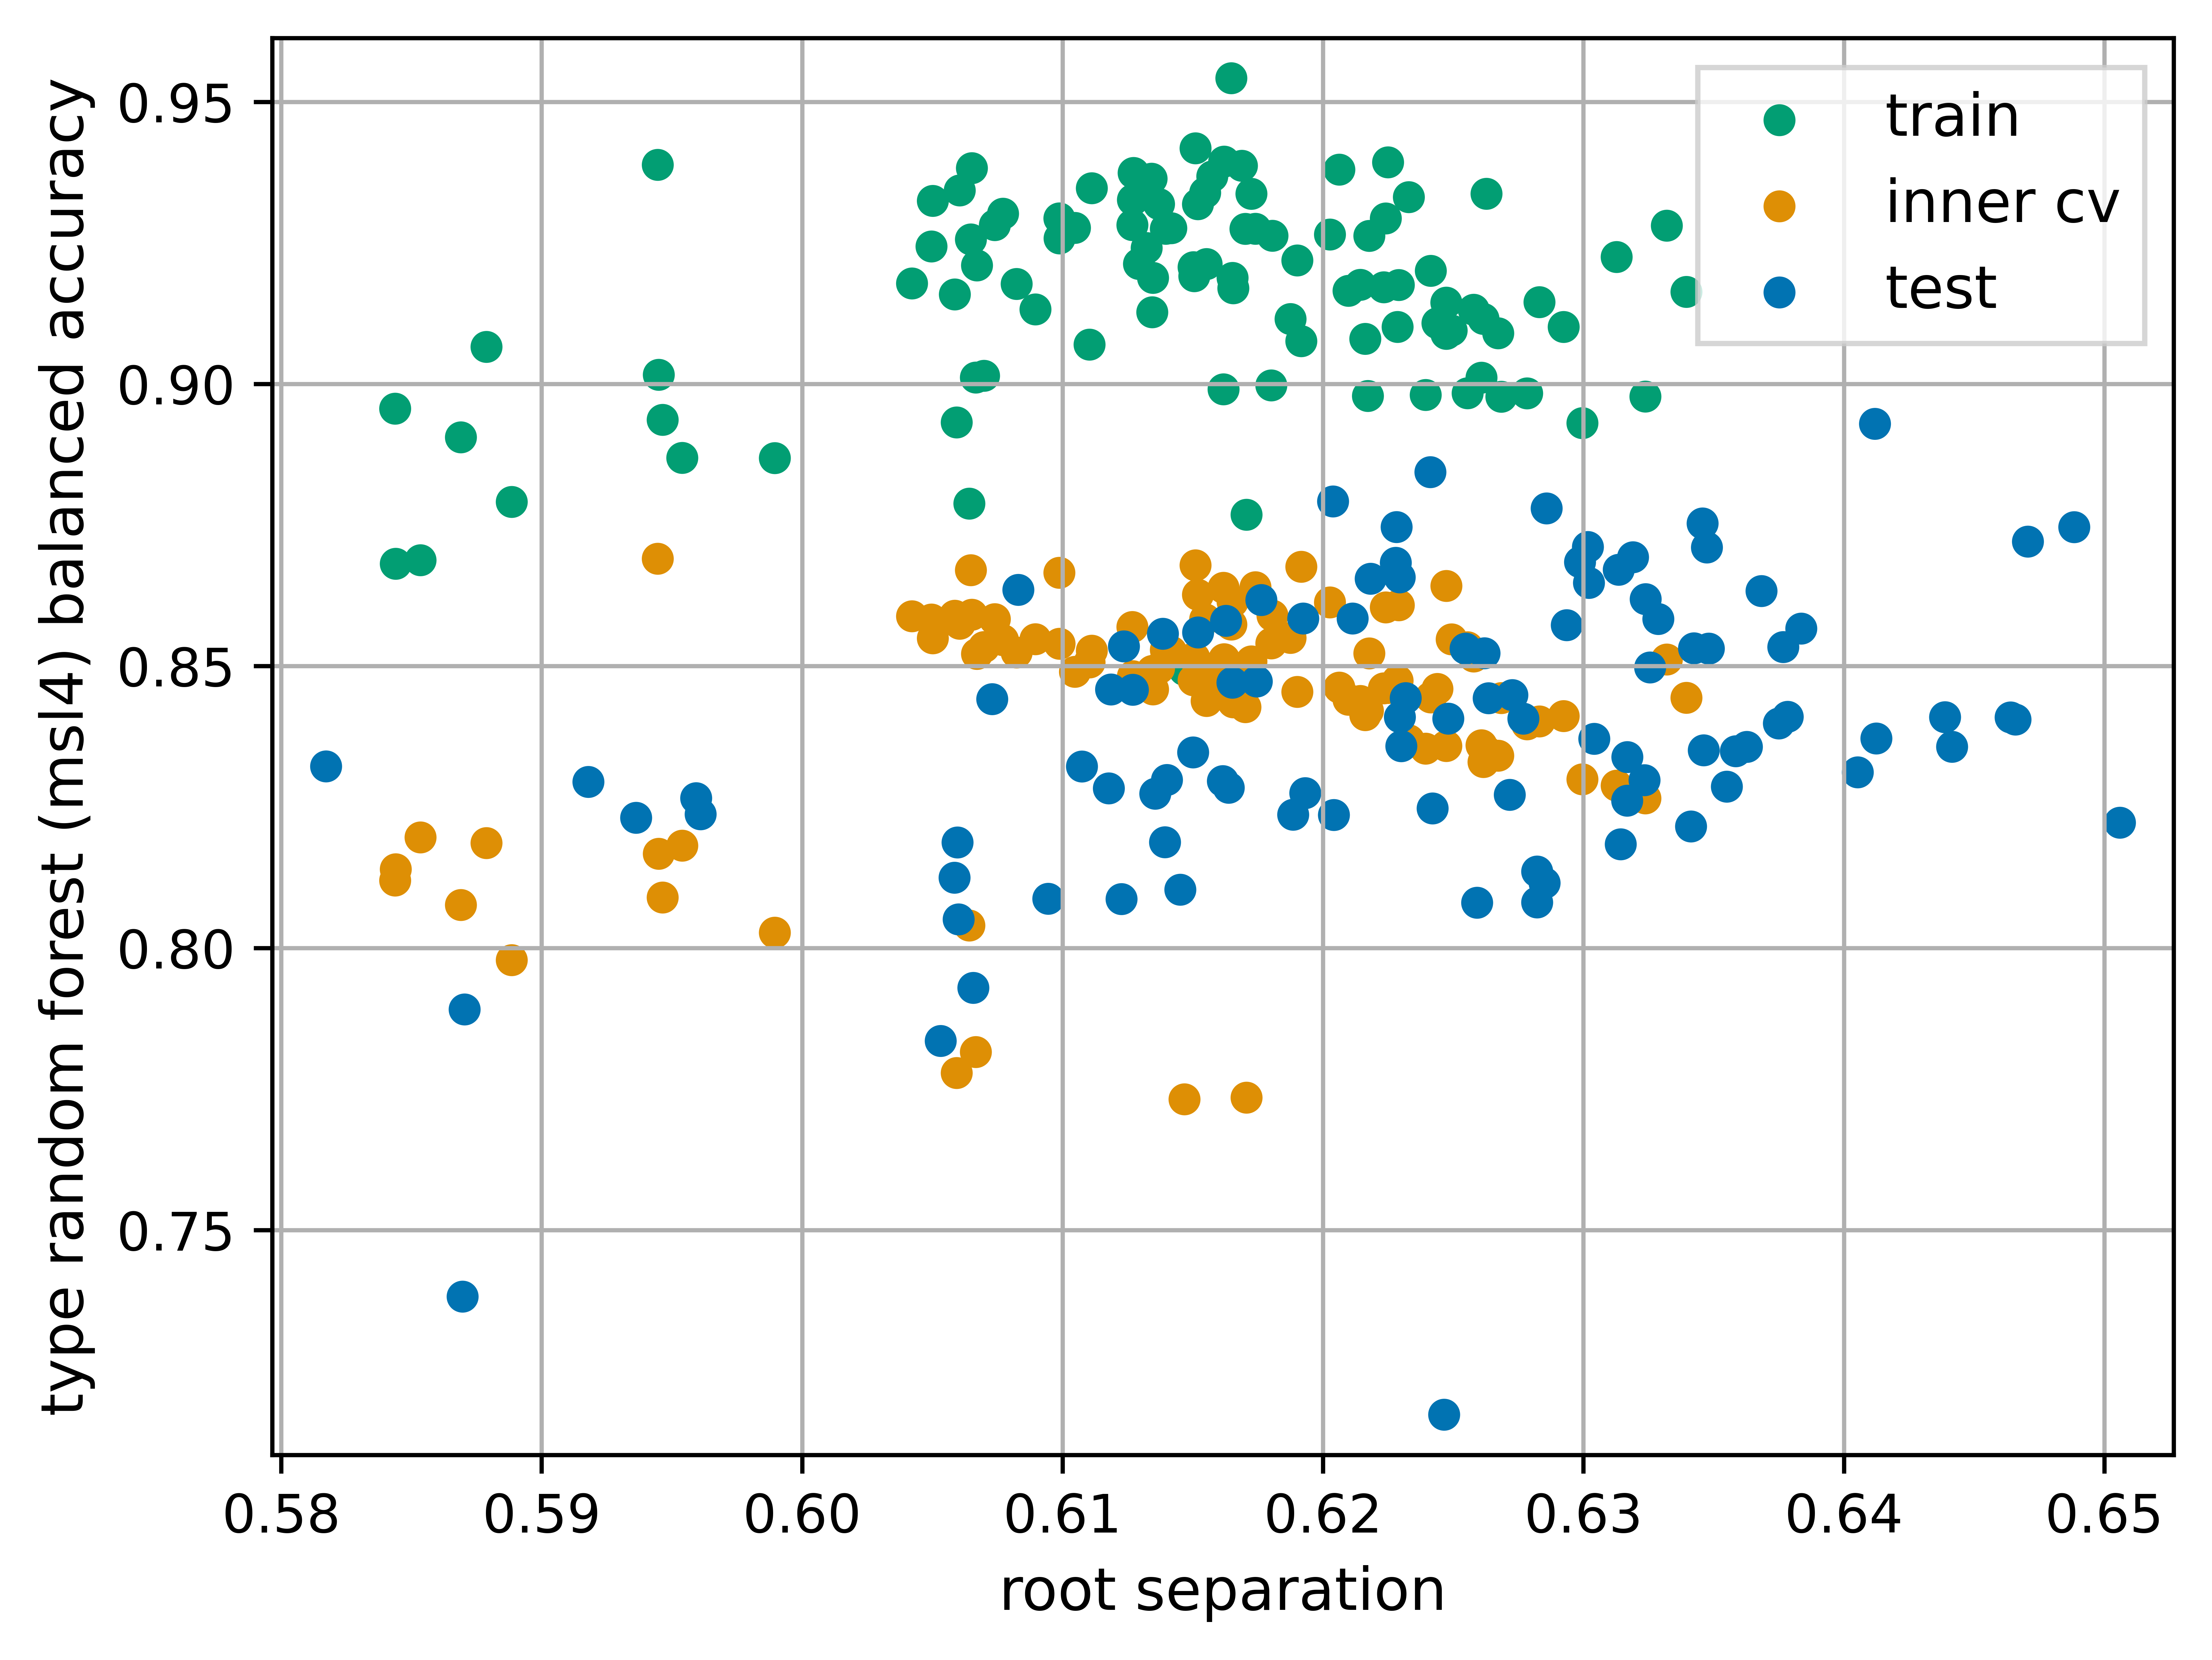 train
inner cv
test
0.95
0.90
0.85
0.80
0.75
type random forest (msl4) balanced accuracy
0.58 0.59 0.60 0.61 0.62 0.63 0.64 0.65
root separation